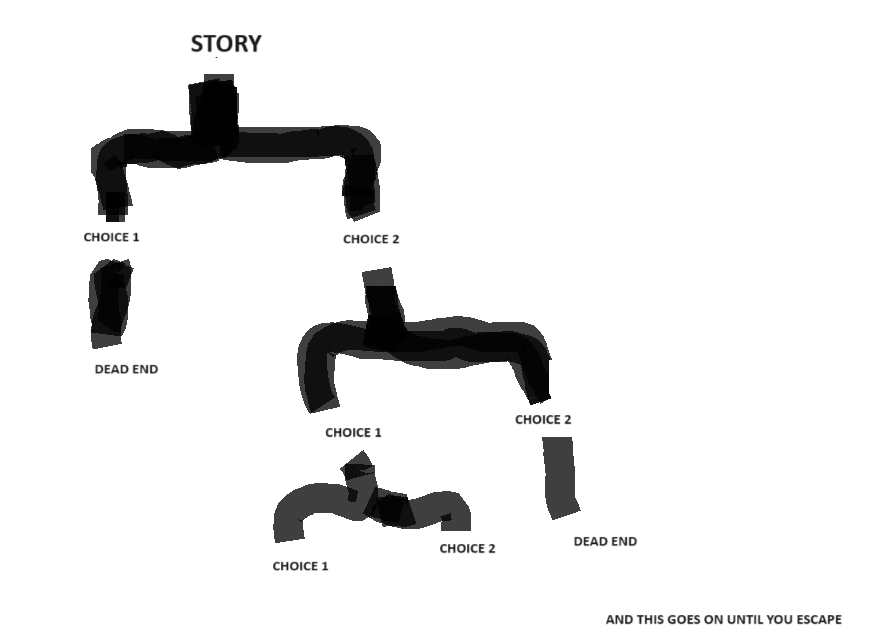 STORY
CHOICE 1
CHOICE 2
DEAD END
CHOICE 1
CHOICE 2
CHOICE 1
CHOICE 2
DEAD END
AND THIS GOES ON UNTIL YOU ESCAPE